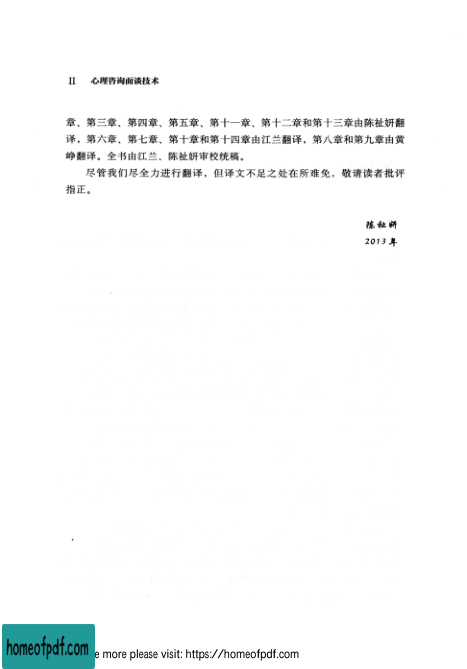 II 心理咨询面谈技术
章、第三章、第四章、第五章、第十一章、第十二章和第十三章由陈祉妍翻
译，第六章、第七章、第十章和第十四章由江兰翻译，第八章和第九章由黄
峥翻译。全书由江兰、陈祉妍审校统稿。
尽管我们尽全力进行翻译，但译文不足之处在所难免，敬请读者批评
指正。
陈祉妍
2013 年
homeofpdf.com
e more please visit: https://homeofpdf.com